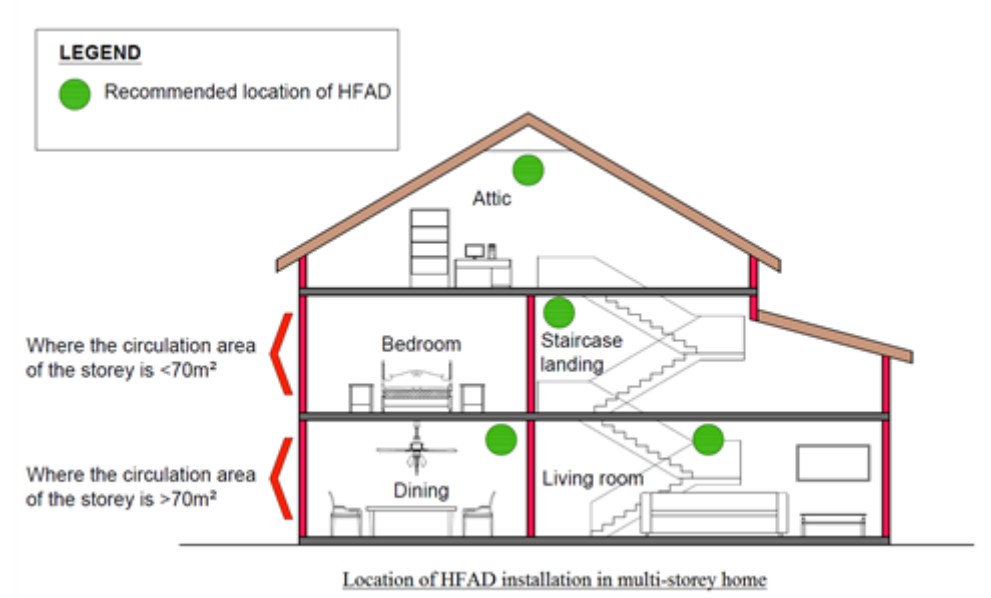 LEGEND
Recommended location of HFAD
Attic
Where the circulation area
of the storey is <70m²
Bedroom
Staircase
landing
Where the circulation area
of the storey is >70m²
Dining
Living room
Location of HFAD installation in multi-storey home